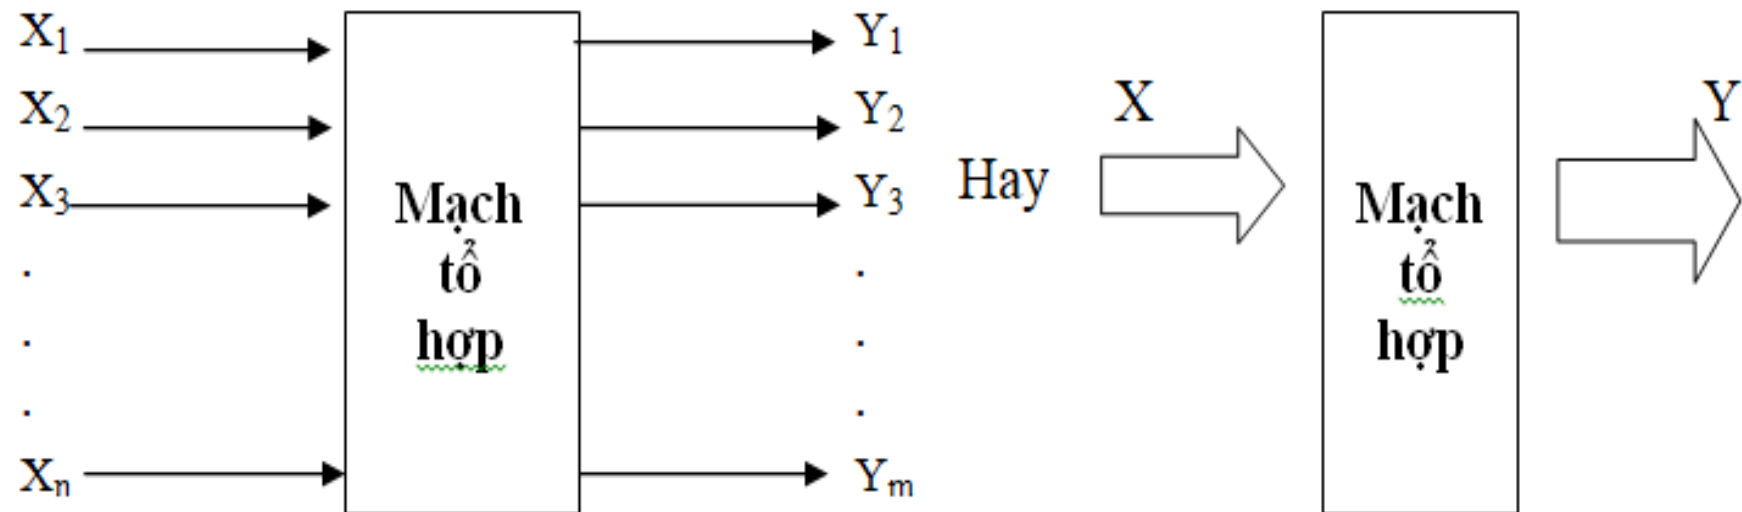 X1 Y1
X2 Y2 X Y
X3 Y3 Hay
Mạch Mạch
tổ tổ
. .
hợp hợp
. .
. .
Xn Ym